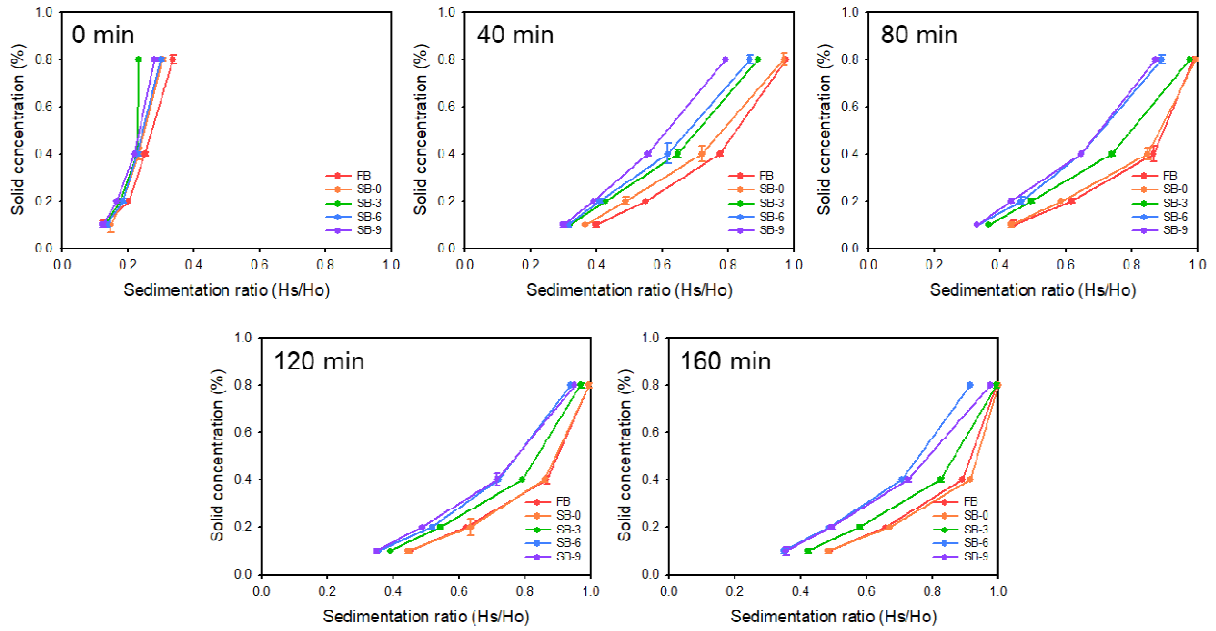 0 min
Solid concentration (%)
1.0
0.8
0.6
0.4
0.2
0.0
FB
SB-0
SB-3
SB-6
SB-9
0.0 0.2 0.4 0.6 0.8 1.0
Sedimentation ratio (Hs/Ho)
40 min
Solid concentration (%)
1.0
0.8
0.6
0.4
0.2
0.0
FB
SB-0
SB-3
SB-6
SB-9
0.0 0.2 0.4 0.6 0.8 1.0
Sedimentation ratio (Hs/Ho)
80 min
Solid concentration (%)
1.0
0.8
0.6
0.4
0.2
0.0
FB
SB-0
SB-3
SB-6
SB-9
0.0 0.2 0.4 0.6 0.8 1.0
Sedimentation ratio (Hs/Ho)
120 min
Solid concentration (%)
1.0
0.8
0.6
0.4
0.2
0.0
FB
SB-0
SB-3
SB-6
SB-9
0.0 0.2 0.4 0.6 0.8 1.0
Sedimentation ratio (Hs/Ho)
160 min
Solid concentration (%)
1.0
0.8
0.6
0.4
0.2
0.0
FB
SB-0
SB-3
SB-6
SB-9
0.0 0.2 0.4 0.6 0.8 1.0
Sedimentation ratio (Hs/Ho)